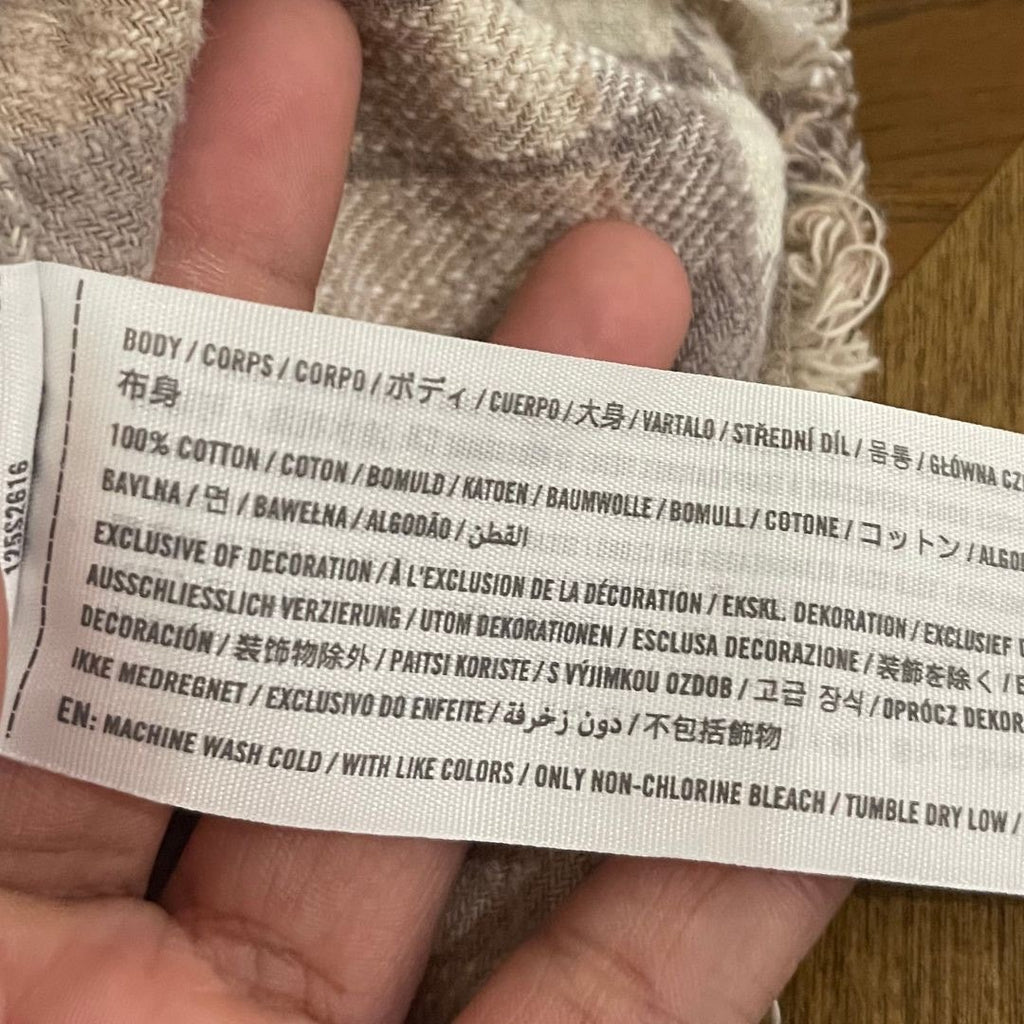 BODY / CORPS / CORPO / ボディ / CUERPO / 大身 / VARTALO / STŘEDNÍ DÍL / 몸통 / GŁÓWNA
布身
100% COTTON / COTON / BOMULD / KATOEN / BAUMWOLLE / BOMULL / COTONE / コットン /
BAVLNA / 면 / BAWEŁNA / ALGODÃO / القطن
EXCLUSIVE OF DECORATION / À L'EXCLUSION DE LA DÉCORATION / EKSKL. DEKORATION / EXCLUSIEF
AUSSCHLIESSLICH VERZIERUNG / UTOM DEKORATIONEN / ESCLUSA DECORAZIONE / 装飾を除く /
DECORACIÓN / 裝饰物除外 / PAITSI KORISTE / S VÝJIMKOU OZDOB / 고급 장식 / OPRÓCZ
IKKE MEDREGNET / EXCLUSIVO DO ENFEITE / دون زخرفة / 不包括飾物
EN: MACHINE WASH COLD / WITH LIKE COLORS / ONLY NON-CHLORINE BLEACH / TUMBLE DRY LOW /
125S2616